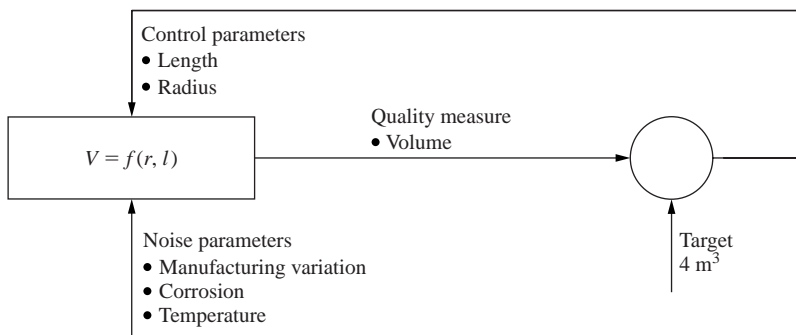 Control parameters
• Length
• Radius
V = f(r, l)
Quality measure
• Volume
Noise parameters
• Manufacturing variation
• Corrosion
• Temperature
Target
4 m³